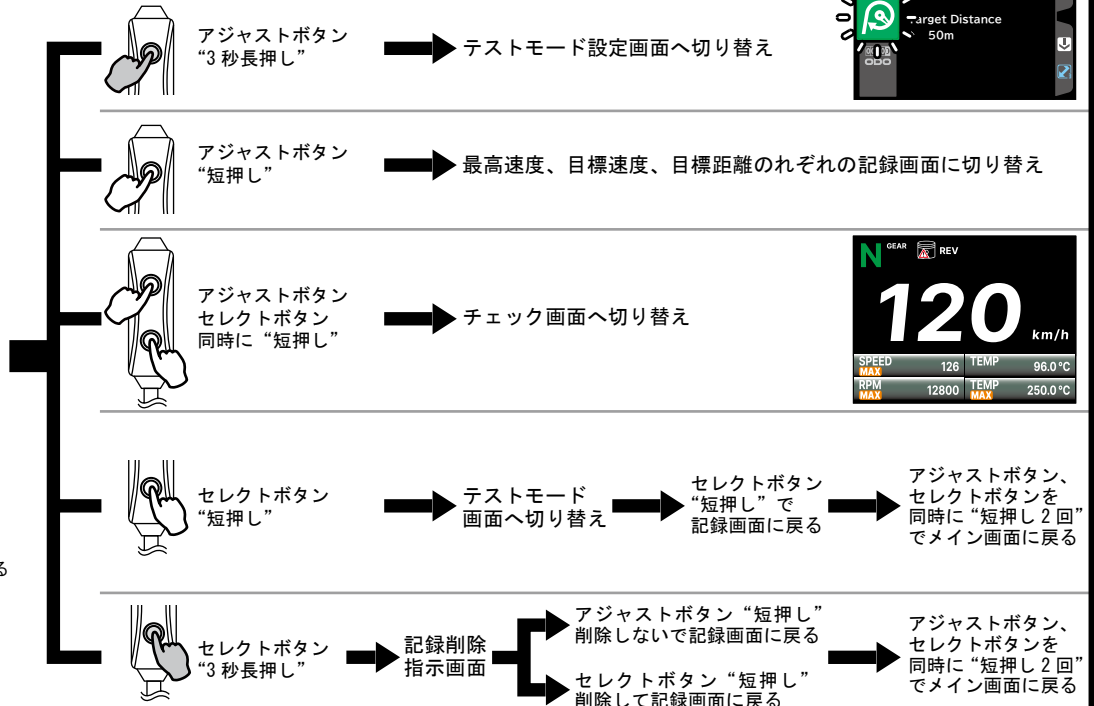 アジャストボタン
“3 秒長押し”
テストモード設定画面へ切り替え
Target Distance
50m
ODO
アジャストボタン
“短押し”
最高速度、目標速度、目標距離のれぞれの記録画面に切り替え
アジャストボタン
セレクトボタン
同時に “短押し”
チェック画面へ切り替え
N GEAR REV
120 km/h
SPEED MAX 126 TEMP 96.0°C
RPM MAX 12800 TEMP MAX 250.0°C
セレクトボタン
“短押し”
テストモード
画面へ切り替え
セレクトボタン
“短押し” で
記録画面に戻る
アジャストボタン、
セレクトボタンを
同時に “短押し 2 回”
でメイン画面に戻る
る
セレクトボタン
“3 秒長押し”
記録削除
指示画面
アジャストボタン “短押し”
削除しないで記録画面に戻る
セレクトボタン “短押し”
削除して記録画面に戻る
アジャストボタン、
セレクトボタンを
同時に “短押し 2 回”
でメイン画面に戻る